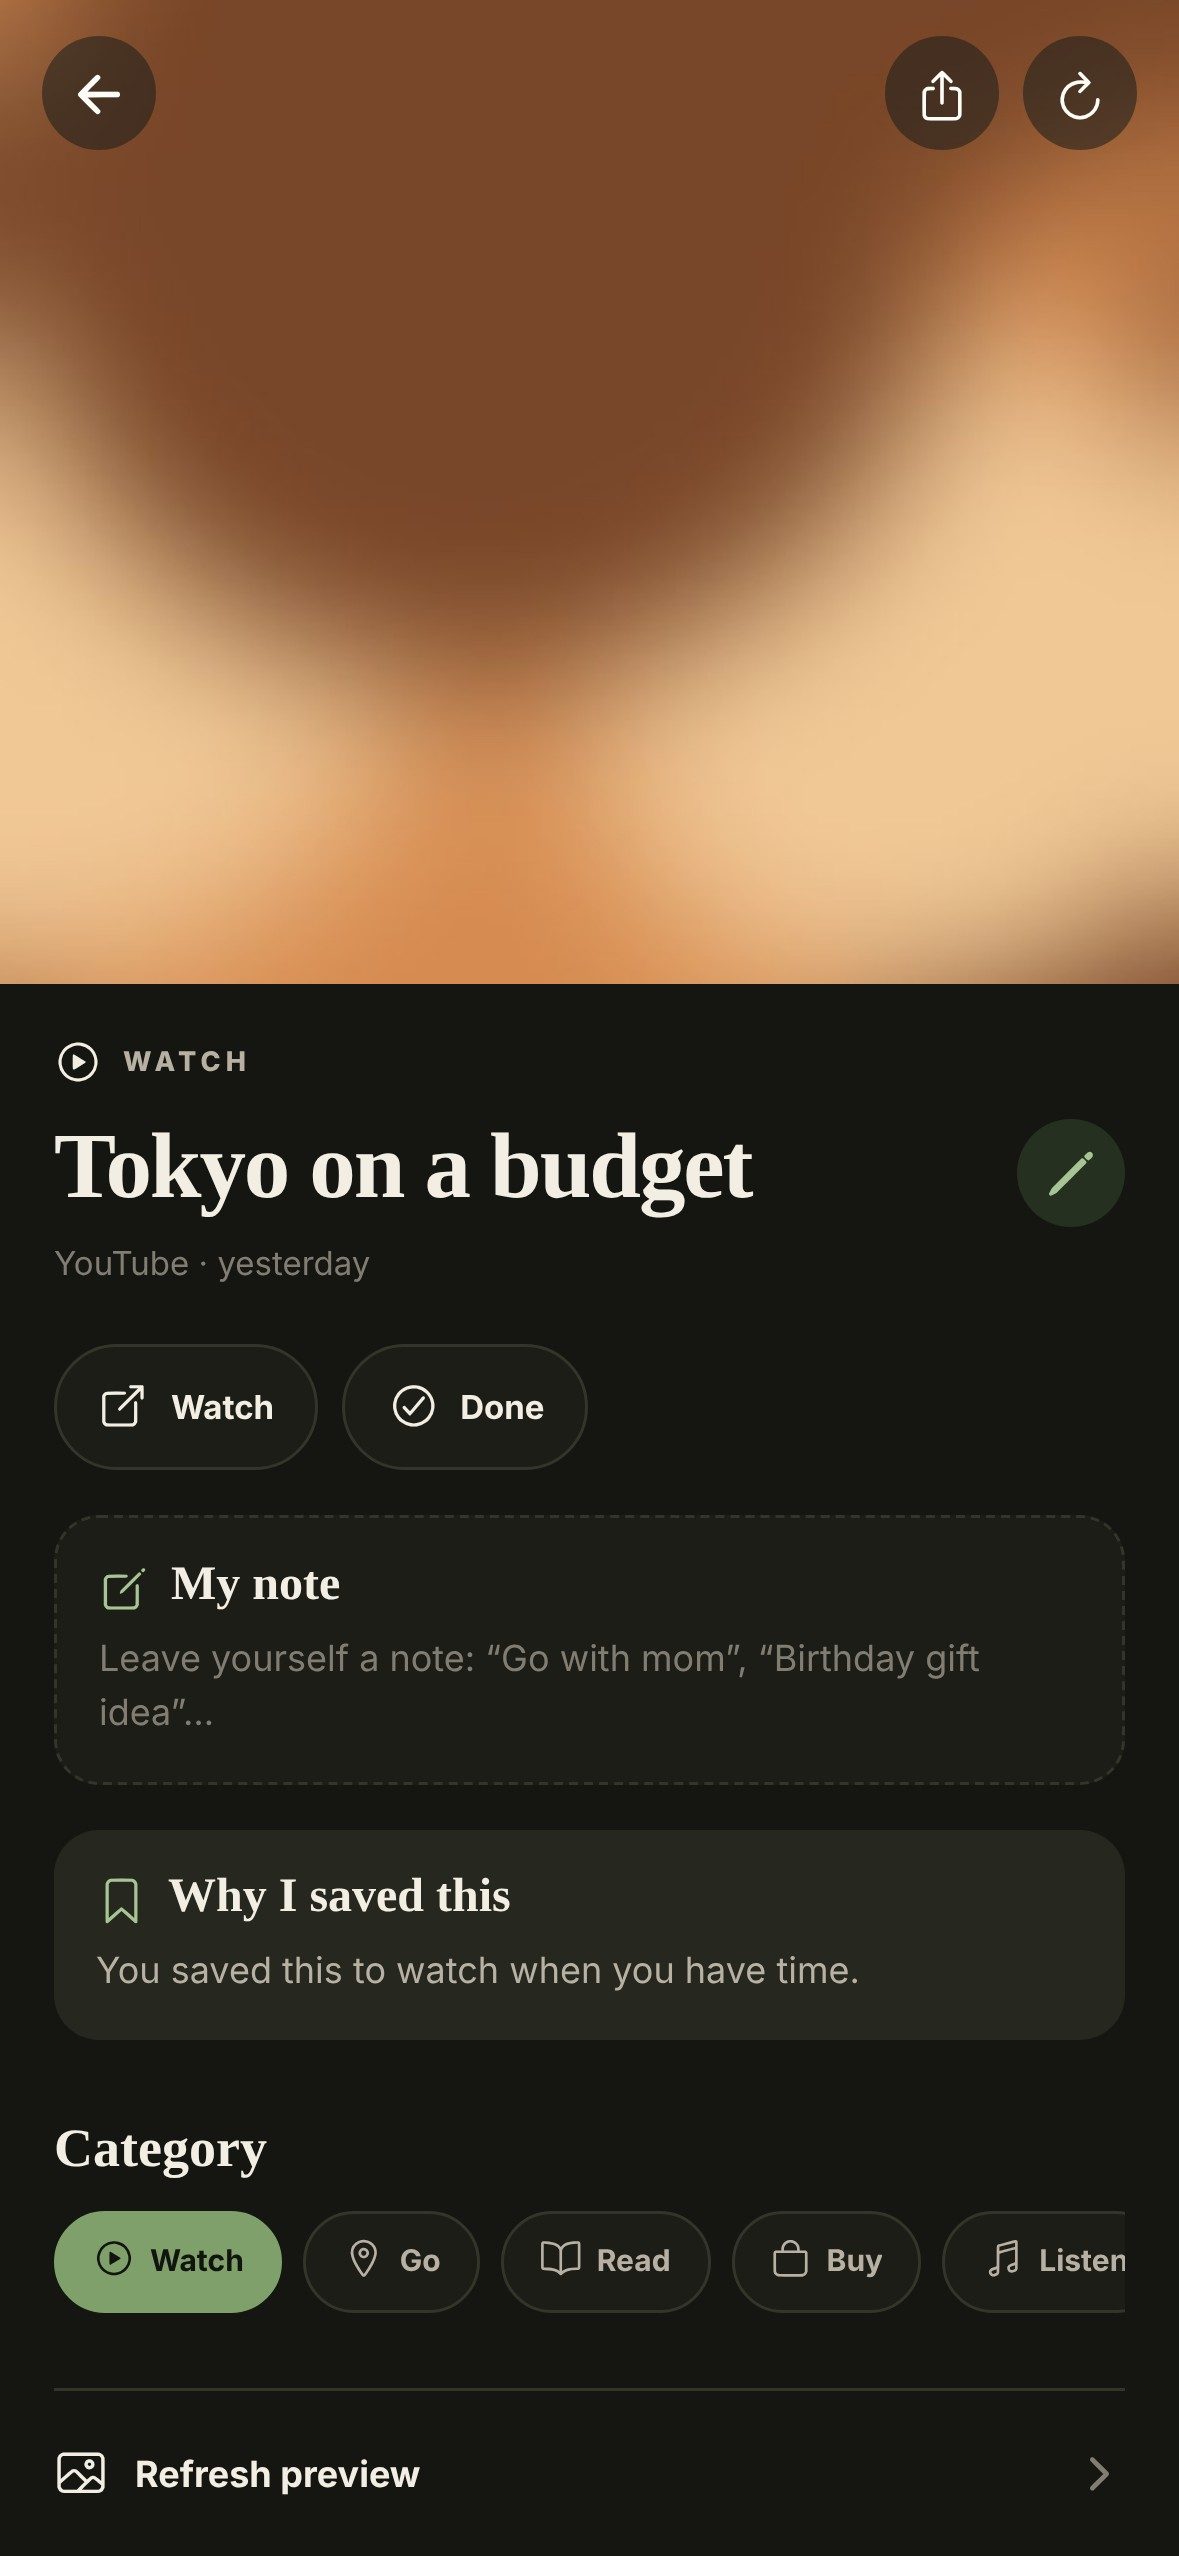 WATCH
Tokyo on a budget
YouTube · yesterday
Watch
Done
My note
Leave yourself a note: “Go with mom”, “Birthday gift
idea”...
Why I saved this
You saved this to watch when you have time.
Category
Watch
Go
Read
Buy
Listen
Refresh preview